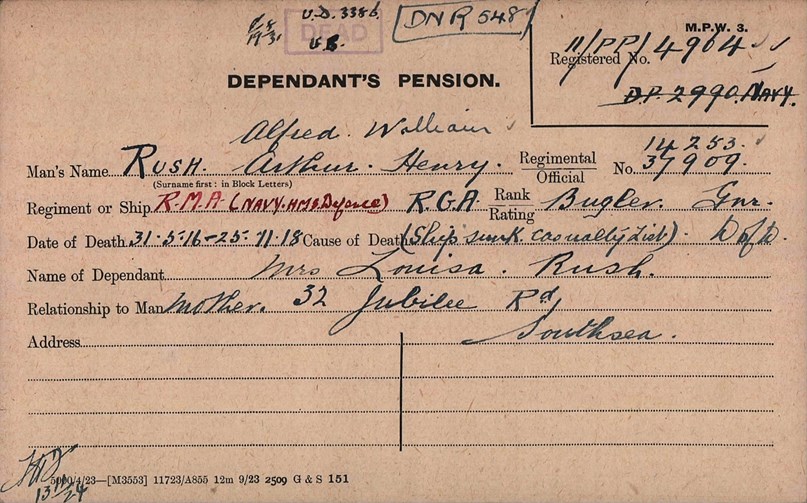 U.D. 3386. DNR 548
DEAD
U.B.
M.P.W. 3.
11/PP/4964
Registered No.
D.P. 2990. NAVY.
DEPENDANT'S PENSION.
Alfred. William
14253.
Man's Name RUSH. Arthur. Henry. Regimental Official No. 37909.
(Surname first: in Block Letters)
Regiment or Ship R.M.A. (NAVY. HMS Defence) R.G.A. Rank Rating Bugler. Gnr.
Date of Death 31-5-16-25-11-18 Cause of Death (Ship sunk. casualty list). D of D.
Name of Dependant Mrs Louisa. Rush.
Relationship to Man Mother. 32 Jubilee Rd
Address Southsea.
5000/4/23—[M3553] 11723/A855 12m 9/23 2509 G & S 151